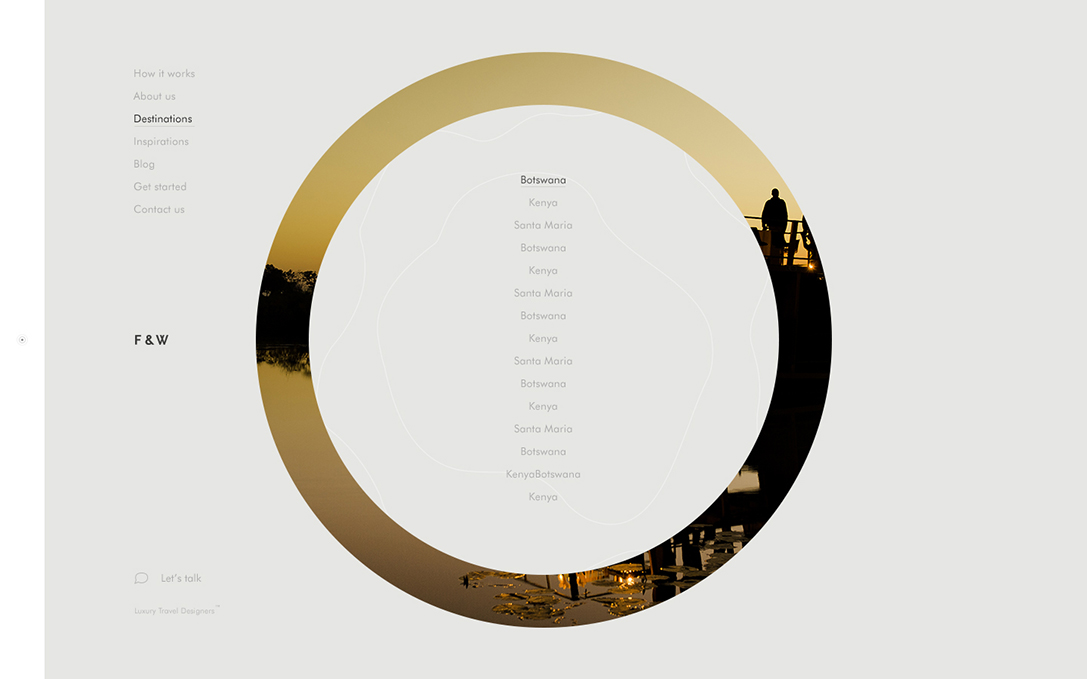 How it works
About us
Destinations
Inspirations
Blog
Get started
Contact us
F & W
Let's talk
Luxury Travel Designers™
Botswana
Kenya
Santa Maria
Botswana
Kenya
Santa Maria
Botswana
Kenya
Santa Maria
Botswana
Kenya
Santa Maria
Botswana
KenyaBotswana
Kenya